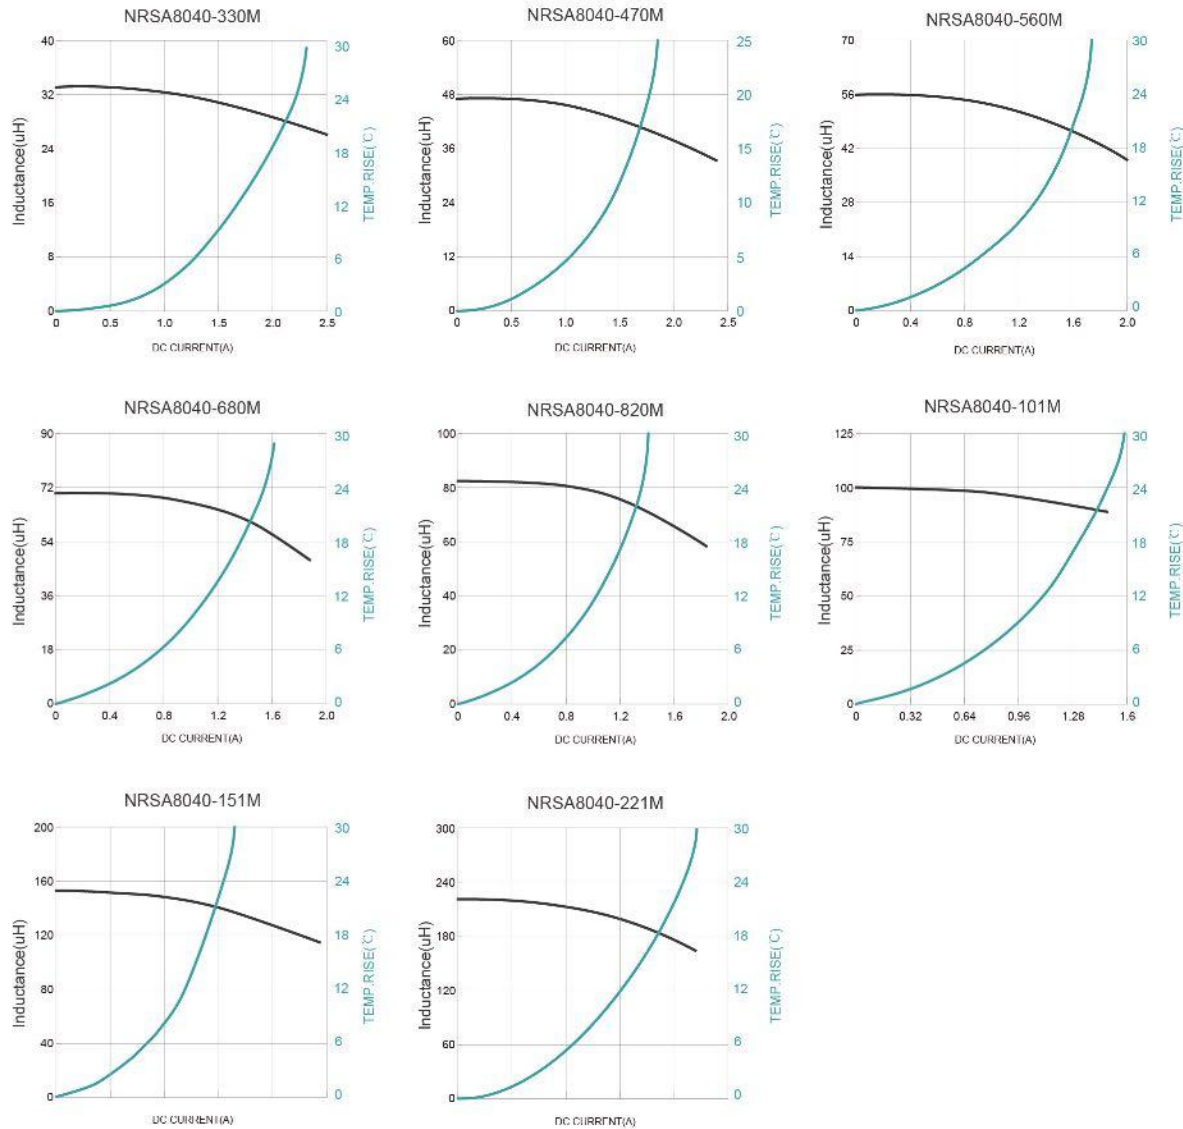 NRSA8040-330M
Inductance(uH)
40
32
24
16
8
0
0 0.5 1.0 1.5 2.0 2.5
30
24
18
12
6
0
TEMP.RISE(℃)
DC CURRENT(A)
NRSA8040-470M
Inductance(uH)
60
48
36
24
12
0
0 0.5 1.0 1.5 2.0 2.5
25
20
15
10
5
0
TEMP.RISE(℃)
DC CURRENT(A)
NRSA8040-560M
Inductance(uH)
70
56
42
28
14
0
0 0.4 0.8 1.2 1.6 2.0
30
24
18
12
6
0
TEMP.RISE(℃)
DC CURRENT(A)
NRSA8040-680M
Inductance(uH)
90
72
54
36
18
0
0 0.4 0.8 1.2 1.6 2.0
30
24
18
12
6
0
TEMP.RISE(℃)
DC CURRENT(A)
NRSA8040-820M
Inductance(uH)
100
80
60
40
20
0
0 0.4 0.8 1.2 1.6 2.0
30
24
18
12
6
0
TEMP.RISE(℃)
DC CURRENT(A)
NRSA8040-101M
Inductance(uH)
125
100
75
50
25
0
0 0.32 0.64 0.96 1.28 1.6
30
24
18
12
6
0
TEMP.RISE(℃)
DC CURRENT(A)
NRSA8040-151M
Inductance(uH)
200
160
120
80
40
0
30
24
18
12
6
0
TEMP.RISE(℃)
DC CURRENT(A)
NRSA8040-221M
Inductance(uH)
300
240
180
120
60
0
30
24
18
12
6
0
TEMP.RISE(℃)
DC CURRENT(A)